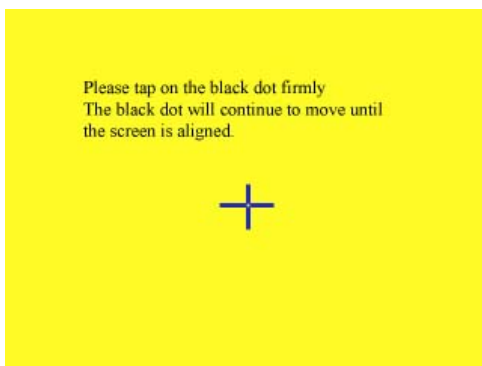 Please tap on the black dot firmly
The black dot will continue to move until
the screen is aligned.